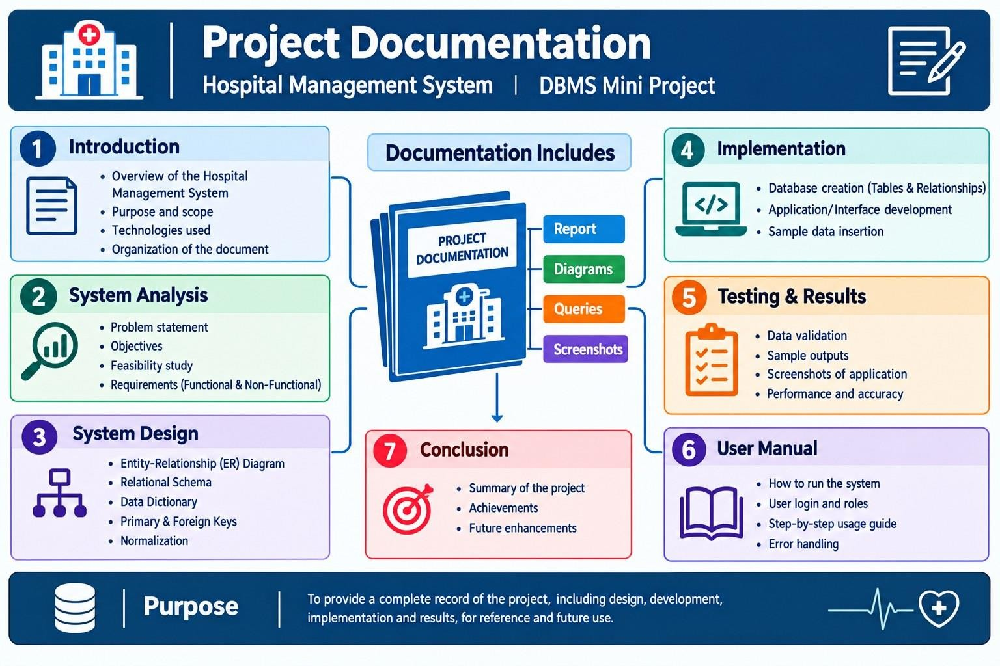 Project Documentation
Hospital Management System | DBMS Mini Project
1 Introduction
• Overview of the Hospital
Management System
• Purpose and scope
• Technologies used
• Organization of the document
2 System Analysis
• Problem statement
• Objectives
• Feasibility study
• Requirements (Functional & Non-Functional)
3 System Design
• Entity-Relationship (ER) Diagram
• Relational Schema
• Data Dictionary
• Primary & Foreign Keys
• Normalization
Documentation Includes
PROJECT
DOCUMENTATION
Report
Diagrams
Queries
Screenshots
4 Implementation
</>
• Database creation (Tables & Relationships)
• Application/Interface development
• Sample data insertion
5 Testing & Results
• Data validation
• Sample outputs
• Screenshots of application
• Performance and accuracy
6 User Manual
• How to run the system
• User login and roles
• Step-by-step usage guide
• Error handling
7 Conclusion
• Summary of the project
• Achievements
• Future enhancements
Purpose
To provide a complete record of the project, including design, development,
implementation and results, for reference and future use.